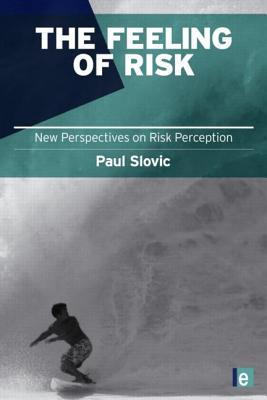 THE FEELING
OF RISK
New Perspectives on Risk Perception
Paul Slovic
e